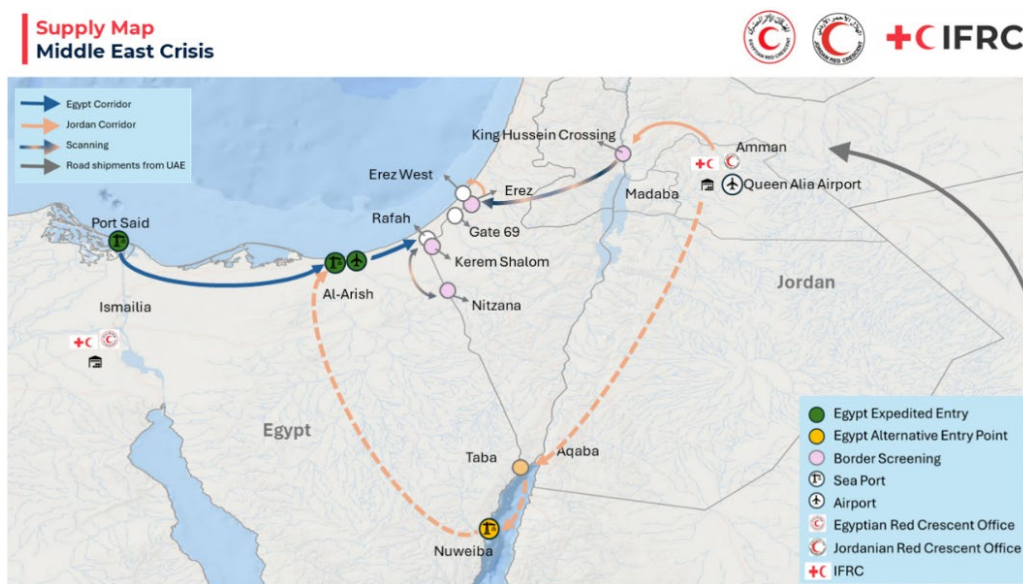 Supply Map
Middle East Crisis
IFRC
Egypt Corridor
Jordan Corridor
Scanning
Road shipments from UAE
King Hussein Crossing
Amman
Erez West
Erez
Madaba
Queen Alia Airport
Port Said
Rafah
Gate 69
Kerem Shalom
Al-Arish
Jordan
Ismailia
Nitzana
Egypt
Taba
Aqaba
Nuweiba
Egypt Expedited Entry
Egypt Alternative Entry Point
Border Screening
Sea Port
Airport
Egyptian Red Crescent Office
Jordanian Red Crescent Office
IFRC